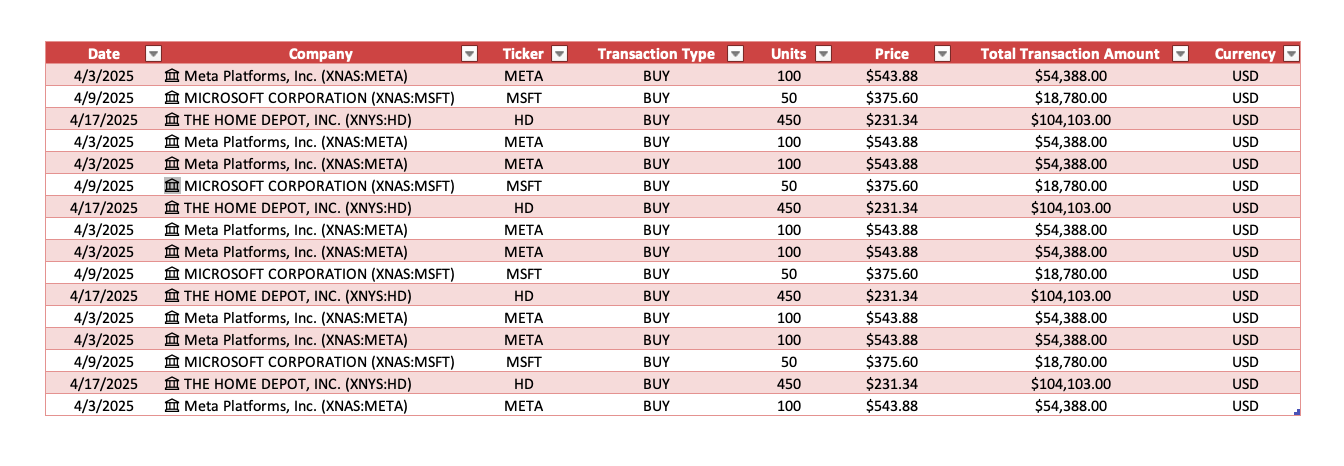 Date Company Ticker Transaction Type Units Price Total Transaction Amount Currency
4/3/2025 Meta Platforms, Inc. (XNAS:META) META BUY 100 $543.88 $54,388.00 USD
4/9/2025 MICROSOFT CORPORATION (XNAS:MSFT) MSFT BUY 50 $375.60 $18,780.00 USD
4/17/2025 THE HOME DEPOT, INC. (XNYS:HD) HD BUY 450 $231.34 $104,103.00 USD
4/3/2025 Meta Platforms, Inc. (XNAS:META) META BUY 100 $543.88 $54,388.00 USD
4/3/2025 Meta Platforms, Inc. (XNAS:META) META BUY 100 $543.88 $54,388.00 USD
4/9/2025 MICROSOFT CORPORATION (XNAS:MSFT) MSFT BUY 50 $375.60 $18,780.00 USD
4/17/2025 THE HOME DEPOT, INC. (XNYS:HD) HD BUY 450 $231.34 $104,103.00 USD
4/3/2025 Meta Platforms, Inc. (XNAS:META) META BUY 100 $543.88 $54,388.00 USD
4/3/2025 Meta Platforms, Inc. (XNAS:META) META BUY 100 $543.88 $54,388.00 USD
4/9/2025 MICROSOFT CORPORATION (XNAS:MSFT) MSFT BUY 50 $375.60 $18,780.00 USD
4/17/2025 THE HOME DEPOT, INC. (XNYS:HD) HD BUY 450 $231.34 $104,103.00 USD
4/3/2025 Meta Platforms, Inc. (XNAS:META) META BUY 100 $543.88 $54,388.00 USD
4/3/2025 Meta Platforms, Inc. (XNAS:META) META BUY 100 $543.88 $54,388.00 USD
4/9/2025 MICROSOFT CORPORATION (XNAS:MSFT) MSFT BUY 50 $375.60 $18,780.00 USD
4/17/2025 THE HOME DEPOT, INC. (XNYS:HD) HD BUY 450 $231.34 $104,103.00 USD
4/3/2025 Meta Platforms, Inc. (XNAS:META) META BUY 100 $543.88 $54,388.00 USD